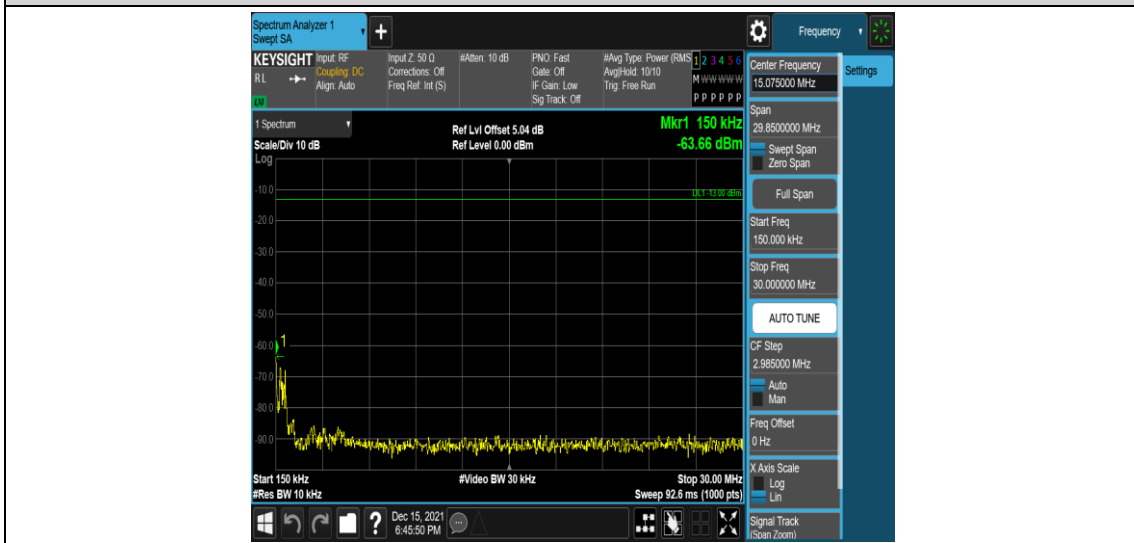 Spectrum Analyzer 1
Swept SA
+
Frequency
KEYSIGHT
RL
LXI
Input: RF
Coupling: DC
Align: Auto
Input Z: 50 Ω
Corrections: Off
Freq Ref: Int (S)
#Atten: 10 dB
PNO: Fast
Gate: Off
IF Gain: Low
Sig Track: Off
#Avg Type: Power (RMS
Avg|Hold: 10/10
Trig: Free Run
1 2 3 4 5 6
M W W W W W
P P P P P P
1 Spectrum
Scale/Div 10 dB
Log
Ref Lvl Offset 5.04 dB
Ref Level 0.00 dBm
Mkr1 150 kHz
-63.66 dBm
DL1 -13.00 dBm
-10.0
-20.0
-30.0
-40.0
-50.0
-60.0
1
-70.0
-80.0
-90.0
Start 150 kHz
#Res BW 10 kHz
#Video BW 30 kHz
Stop 30.00 MHz
Sweep 92.6 ms (1000 pts)
?
Dec 15, 2021
6:45:50 PM
Center Frequency
15.075000 MHz
Settings
Span
29.8500000 MHz
Swept Span
Zero Span
Full Span
Start Freq
150.000 kHz
Stop Freq
30.000000 MHz
AUTO TUNE
CF Step
2.985000 MHz
Auto
Man
Freq Offset
0 Hz
X Axis Scale
Log
Lin
Signal Track
(Span Zoom)